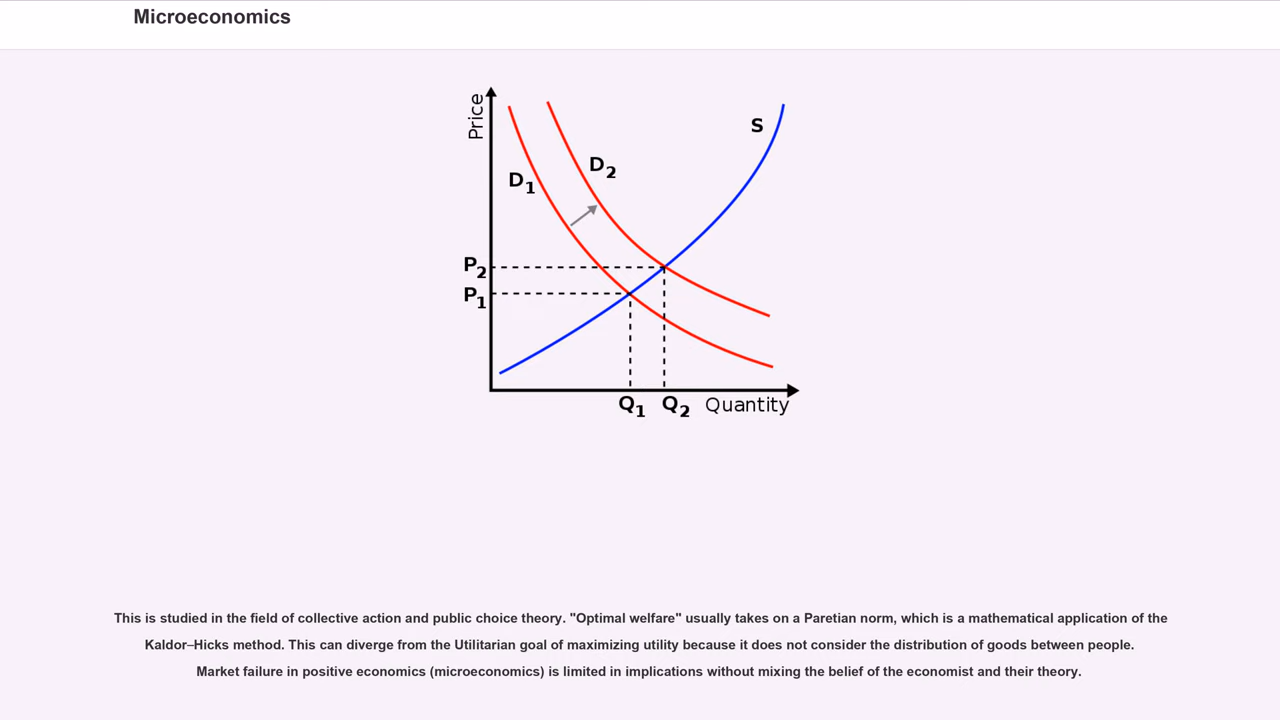 Microeconomics
Price
S
D2
D1
P2
P1
Q1 Q2 Quantity
This is studied in the field of collective action and public choice theory. "Optimal welfare" usually takes on a Paretian norm, which is a mathematical application of the
Kaldor–Hicks method. This can diverge from the Utilitarian goal of maximizing utility because it does not consider the distribution of goods between people.
Market failure in positive economics (microeconomics) is limited in implications without mixing the belief of the economist and their theory.